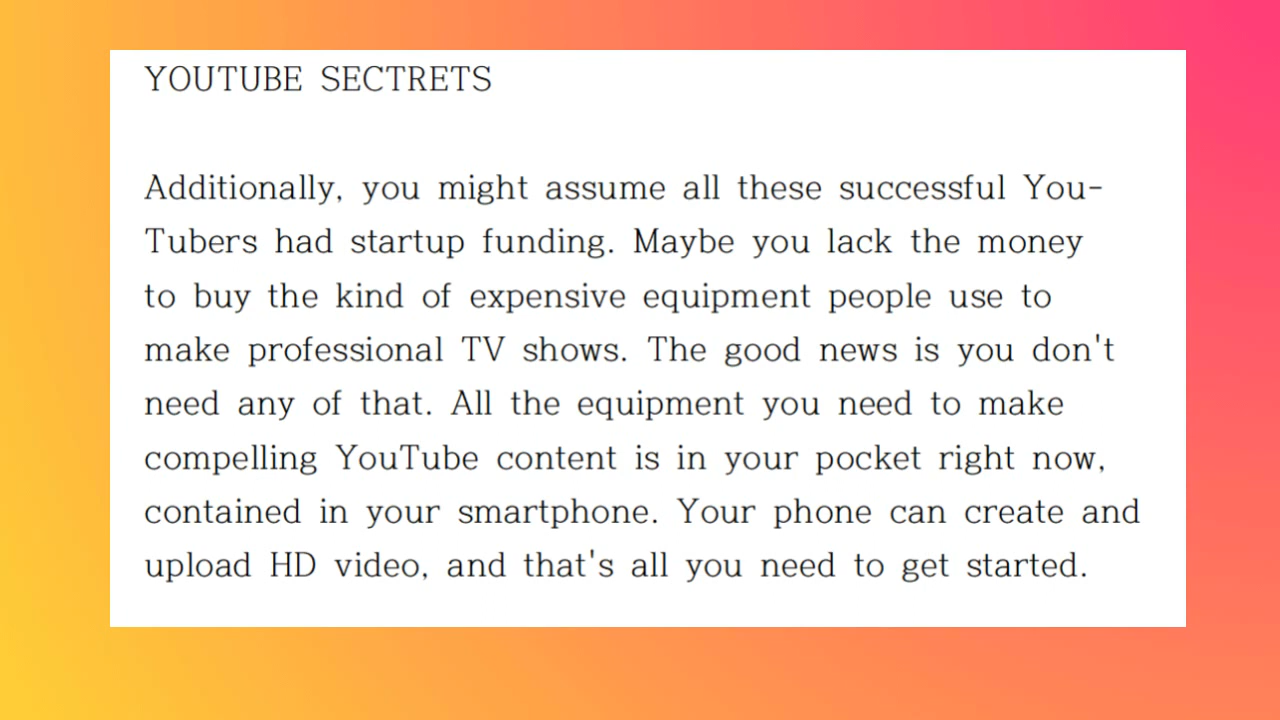 YOUTUBE SECTRETS
Additionally, you might assume all these successful You-
Tubers had startup funding. Maybe you lack the money
to buy the kind of expensive equipment people use to
make professional TV shows. The good news is you don't
need any of that. All the equipment you need to make
compelling YouTube content is in your pocket right now,
contained in your smartphone. Your phone can create and
upload HD video, and that's all you need to get started.